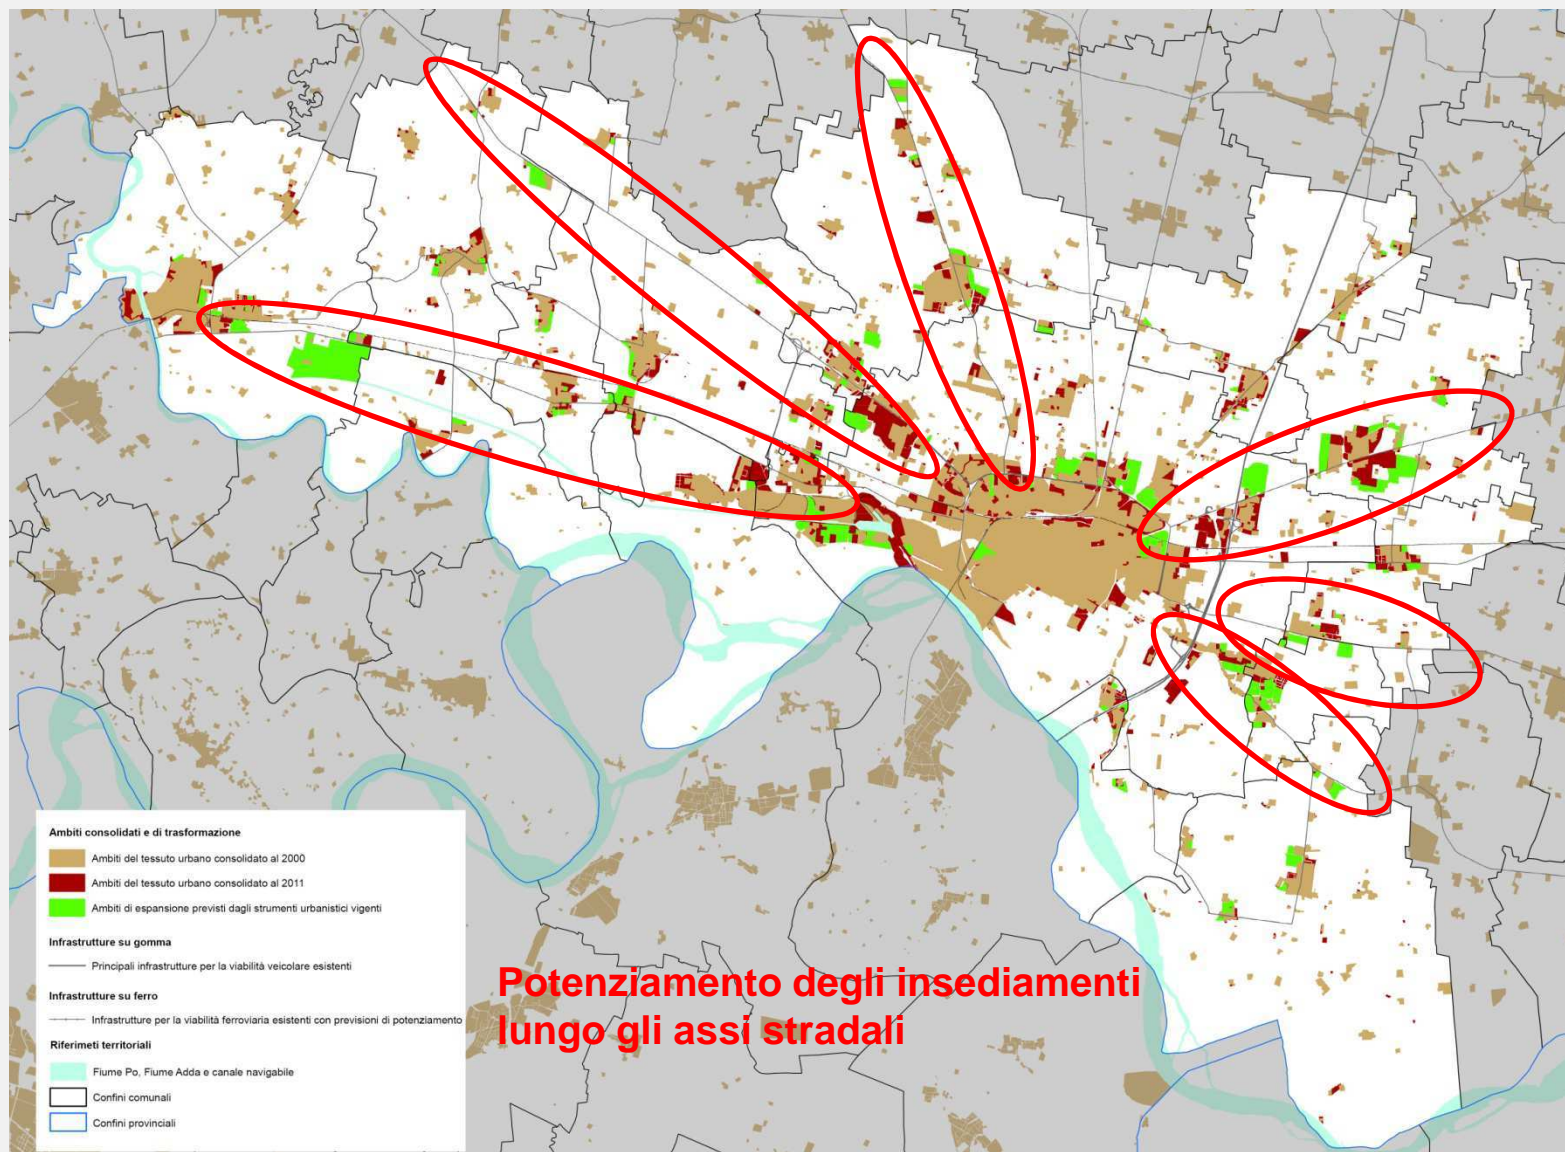 Ambiti consolidati e di trasformazione
Ambiti del tessuto urbano consolidato al 2000
Ambiti del tessuto urbano consolidato al 2011
Ambiti di espansione previsti dagli strumenti urbanistici vigenti
Infrastrutture su gomma
Principali infrastrutture per la viabilità veicolare esistenti
Infrastrutture su ferro
Infrastrutture per la viabilità ferroviaria esistenti con previsioni di potenziamento
Riferimeti territoriali
Fiume Po, Fiume Adda e canale navigabile
Confini comunali
Confini provinciali
Potenziamento degli insediamenti
lungo gli assi stradali